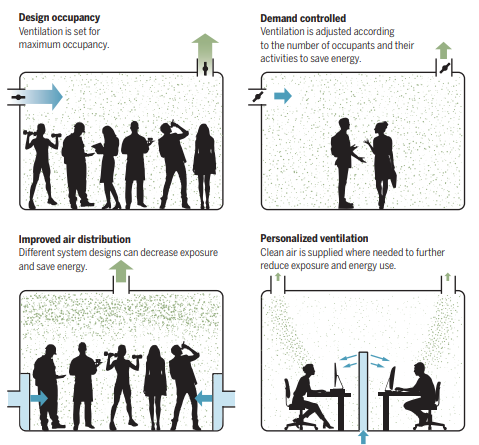 Design occupancy
Ventilation is set for
maximum occupancy.
Demand controlled
Ventilation is adjusted according
to the number of occupants and their
activities to save energy.
Improved air distribution
Different system designs can decrease exposure
and save energy.
Personalized ventilation
Clean air is supplied where needed to further
reduce exposure and energy use.